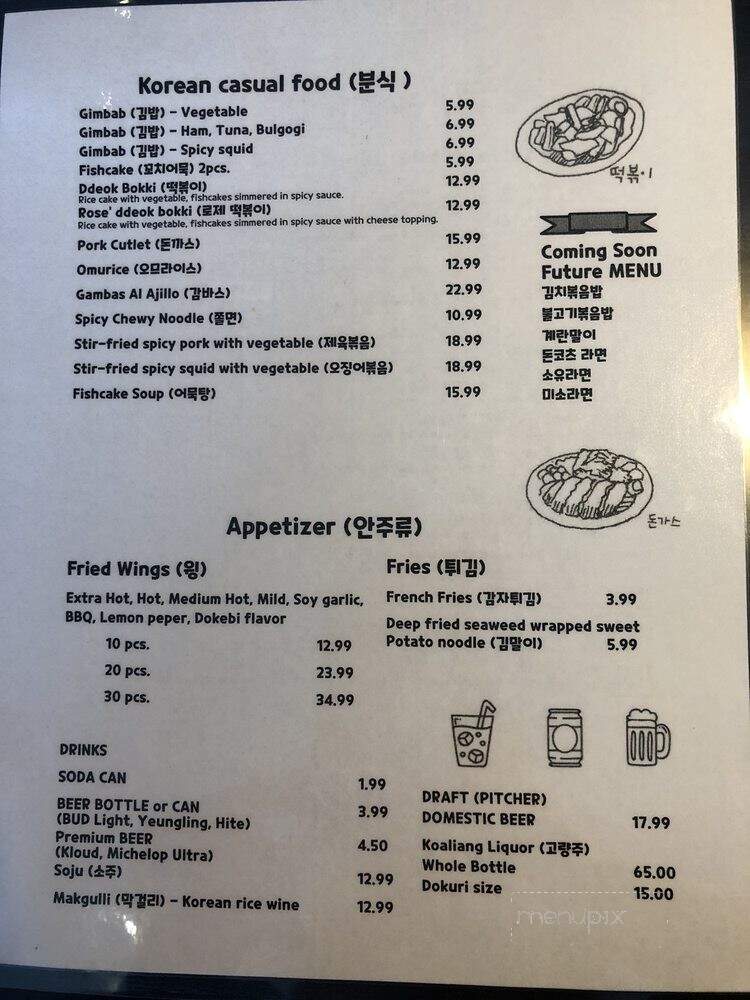 Korean casual food (분식 )
Gimbab (김밥) - Vegetable 5.99
Gimbab (김밥) - Ham, Tuna, Bulgogi 6.99
Gimbab (김밥) - Spicy squid 6.99
Fishcake (꼬치어묵) 2pcs. 5.99
Ddeok Bokki (떡볶이) 12.99
Rice cake with vegetable, fishcakes simmered in spicy sauce.
Rose' ddeok bokki (로제 떡볶이) 12.99
Rice cake with vegetable, fishcakes simmered in spicy sauce with cheese topping.
Pork Cutlet (돈까스) 15.99
Omurice (오므라이스) 12.99
Gambas Al Ajillo (감바스) 22.99
Spicy Chewy Noodle (쫄면) 10.99
Stir-fried spicy pork with vegetable (제육볶음) 18.99
Stir-fried spicy squid with vegetable (오징어볶음) 18.99
Fishcake Soup (어묵탕) 15.99
떡볶이
Coming Soon
Future MENU
김치볶음밥
불고기볶음밥
계란말이
돈코츠 라면
소유라면
미소라면
돈가스
Appetizer (안주류)
Fried Wings (윙)
Extra Hot, Hot, Medium Hot, Mild, Soy garlic,
BBQ, Lemon peper, Dokebi flavor
10 pcs. 12.99
20 pcs. 23.99
30 pcs. 34.99
Fries (튀김)
French Fries (감자튀김) 3.99
Deep fried seaweed wrapped sweet
Potato noodle (김말이) 5.99
DRINKS
SODA CAN 1.99
BEER BOTTLE or CAN 3.99
(BUD Light, Yeungling, Hite)
Premium BEER 4.50
(Kloud, Michelop Ultra)
Soju (소주) 12.99
Makgulli (막걸리) - Korean rice wine 12.99
DRAFT (PITCHER)
DOMESTIC BEER 17.99
Koaliang Liquor (고량주)
Whole Bottle 65.00
Dokuri size 15.00
menupix